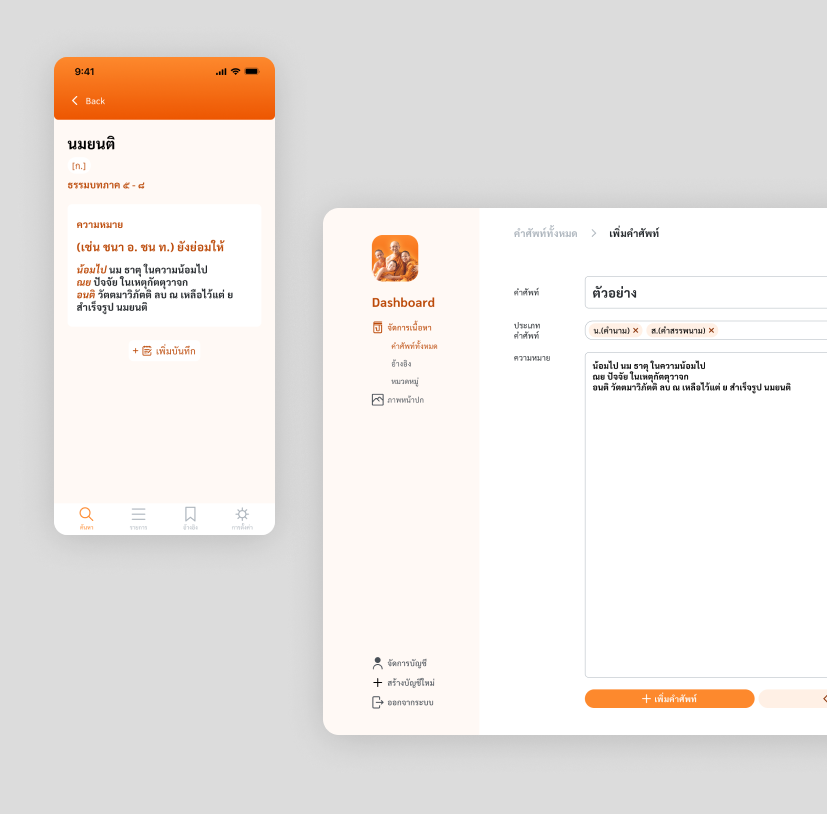 9:41
Back
นมยนติ
[ก.]
ธรรมบทภาค ๕ - ๘
ความหมาย
(เช่น ชนา อ. ชน ท.) ยังย่อมให้
น้อมไป นม ธาตุ ในความน้อมไป
ณย ปัจจัย ในเหตุกัตตุวาจก
อนติ วัตตมาวิภัตติ ลบ ณ เหลือไว้แต่ ย
สำเร็จรูป นมยนติ
+ เพิ่มบันทึก
ค้นหา
รายการ
อ้างอิง
การตั้งค่า
Dashboard
จัดการเนื้อหา
คำศัพท์ทั้งหมด
อ้างอิง
หมวดหมู่
ภาพหน้าปก
จัดการบัญชี
สร้างบัญชีใหม่
ออกจากระบบ
คำศัพท์ทั้งหมด > เพิ่มคำศัพท์
คำศัพท์
ตัวอย่าง
ประเภท
คำศัพท์
น.(คำนาม) × ส.(คำสรรพนาม) ×
ความหมาย
น้อมไป นม ธาตุ ในความน้อมไป
ณย ปัจจัย ในเหตุกัตตุวาจก
อนติ วัตตมาวิภัตติ ลบ ณ เหลือไว้แต่ ย สำเร็จรูป นมยนติ
+ เพิ่มคำศัพท์